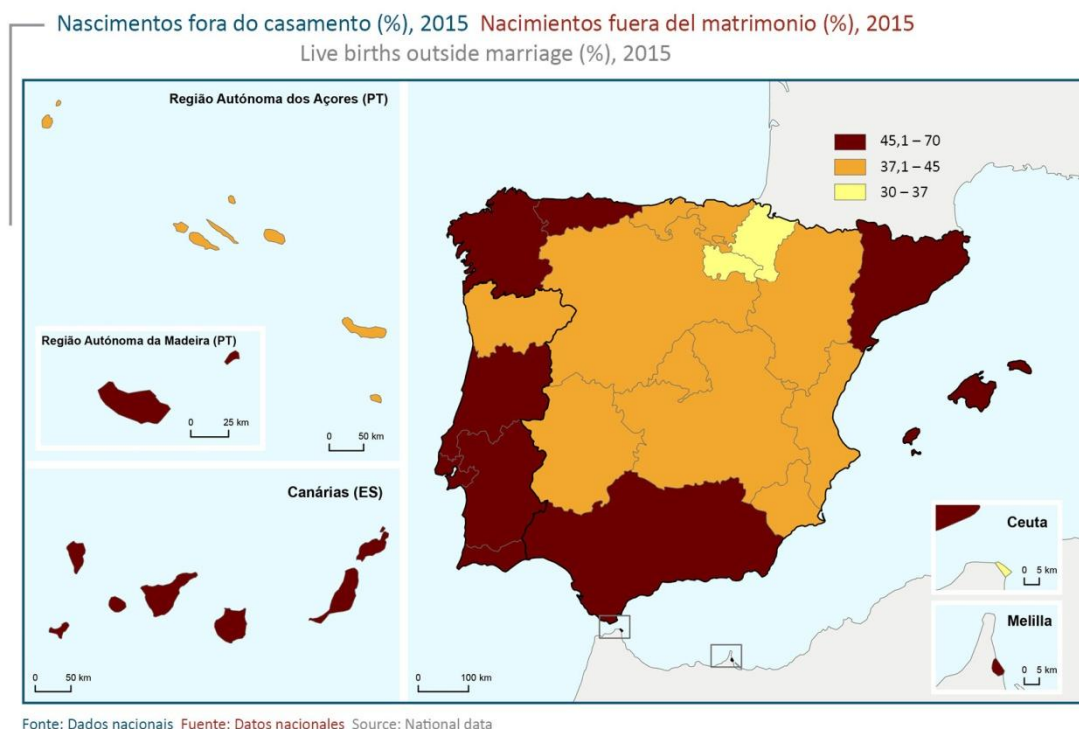 Nascimentos fora do casamento (%), 2015 Nacimientos fuera del matrimonio (%), 2015
Live births outside marriage (%), 2015
Região Autónoma dos Açores (PT)
45,1 – 70
37,1 – 45
30 – 37
Região Autónoma da Madeira (PT)
0 25 km
0 50 km
Canárias (ES)
0 50 km
0 100 km
Ceuta
0 5 km
Melilla
0 5 km
Fonte: Dados nacionais Fuente: Datos nacionales Source: National data